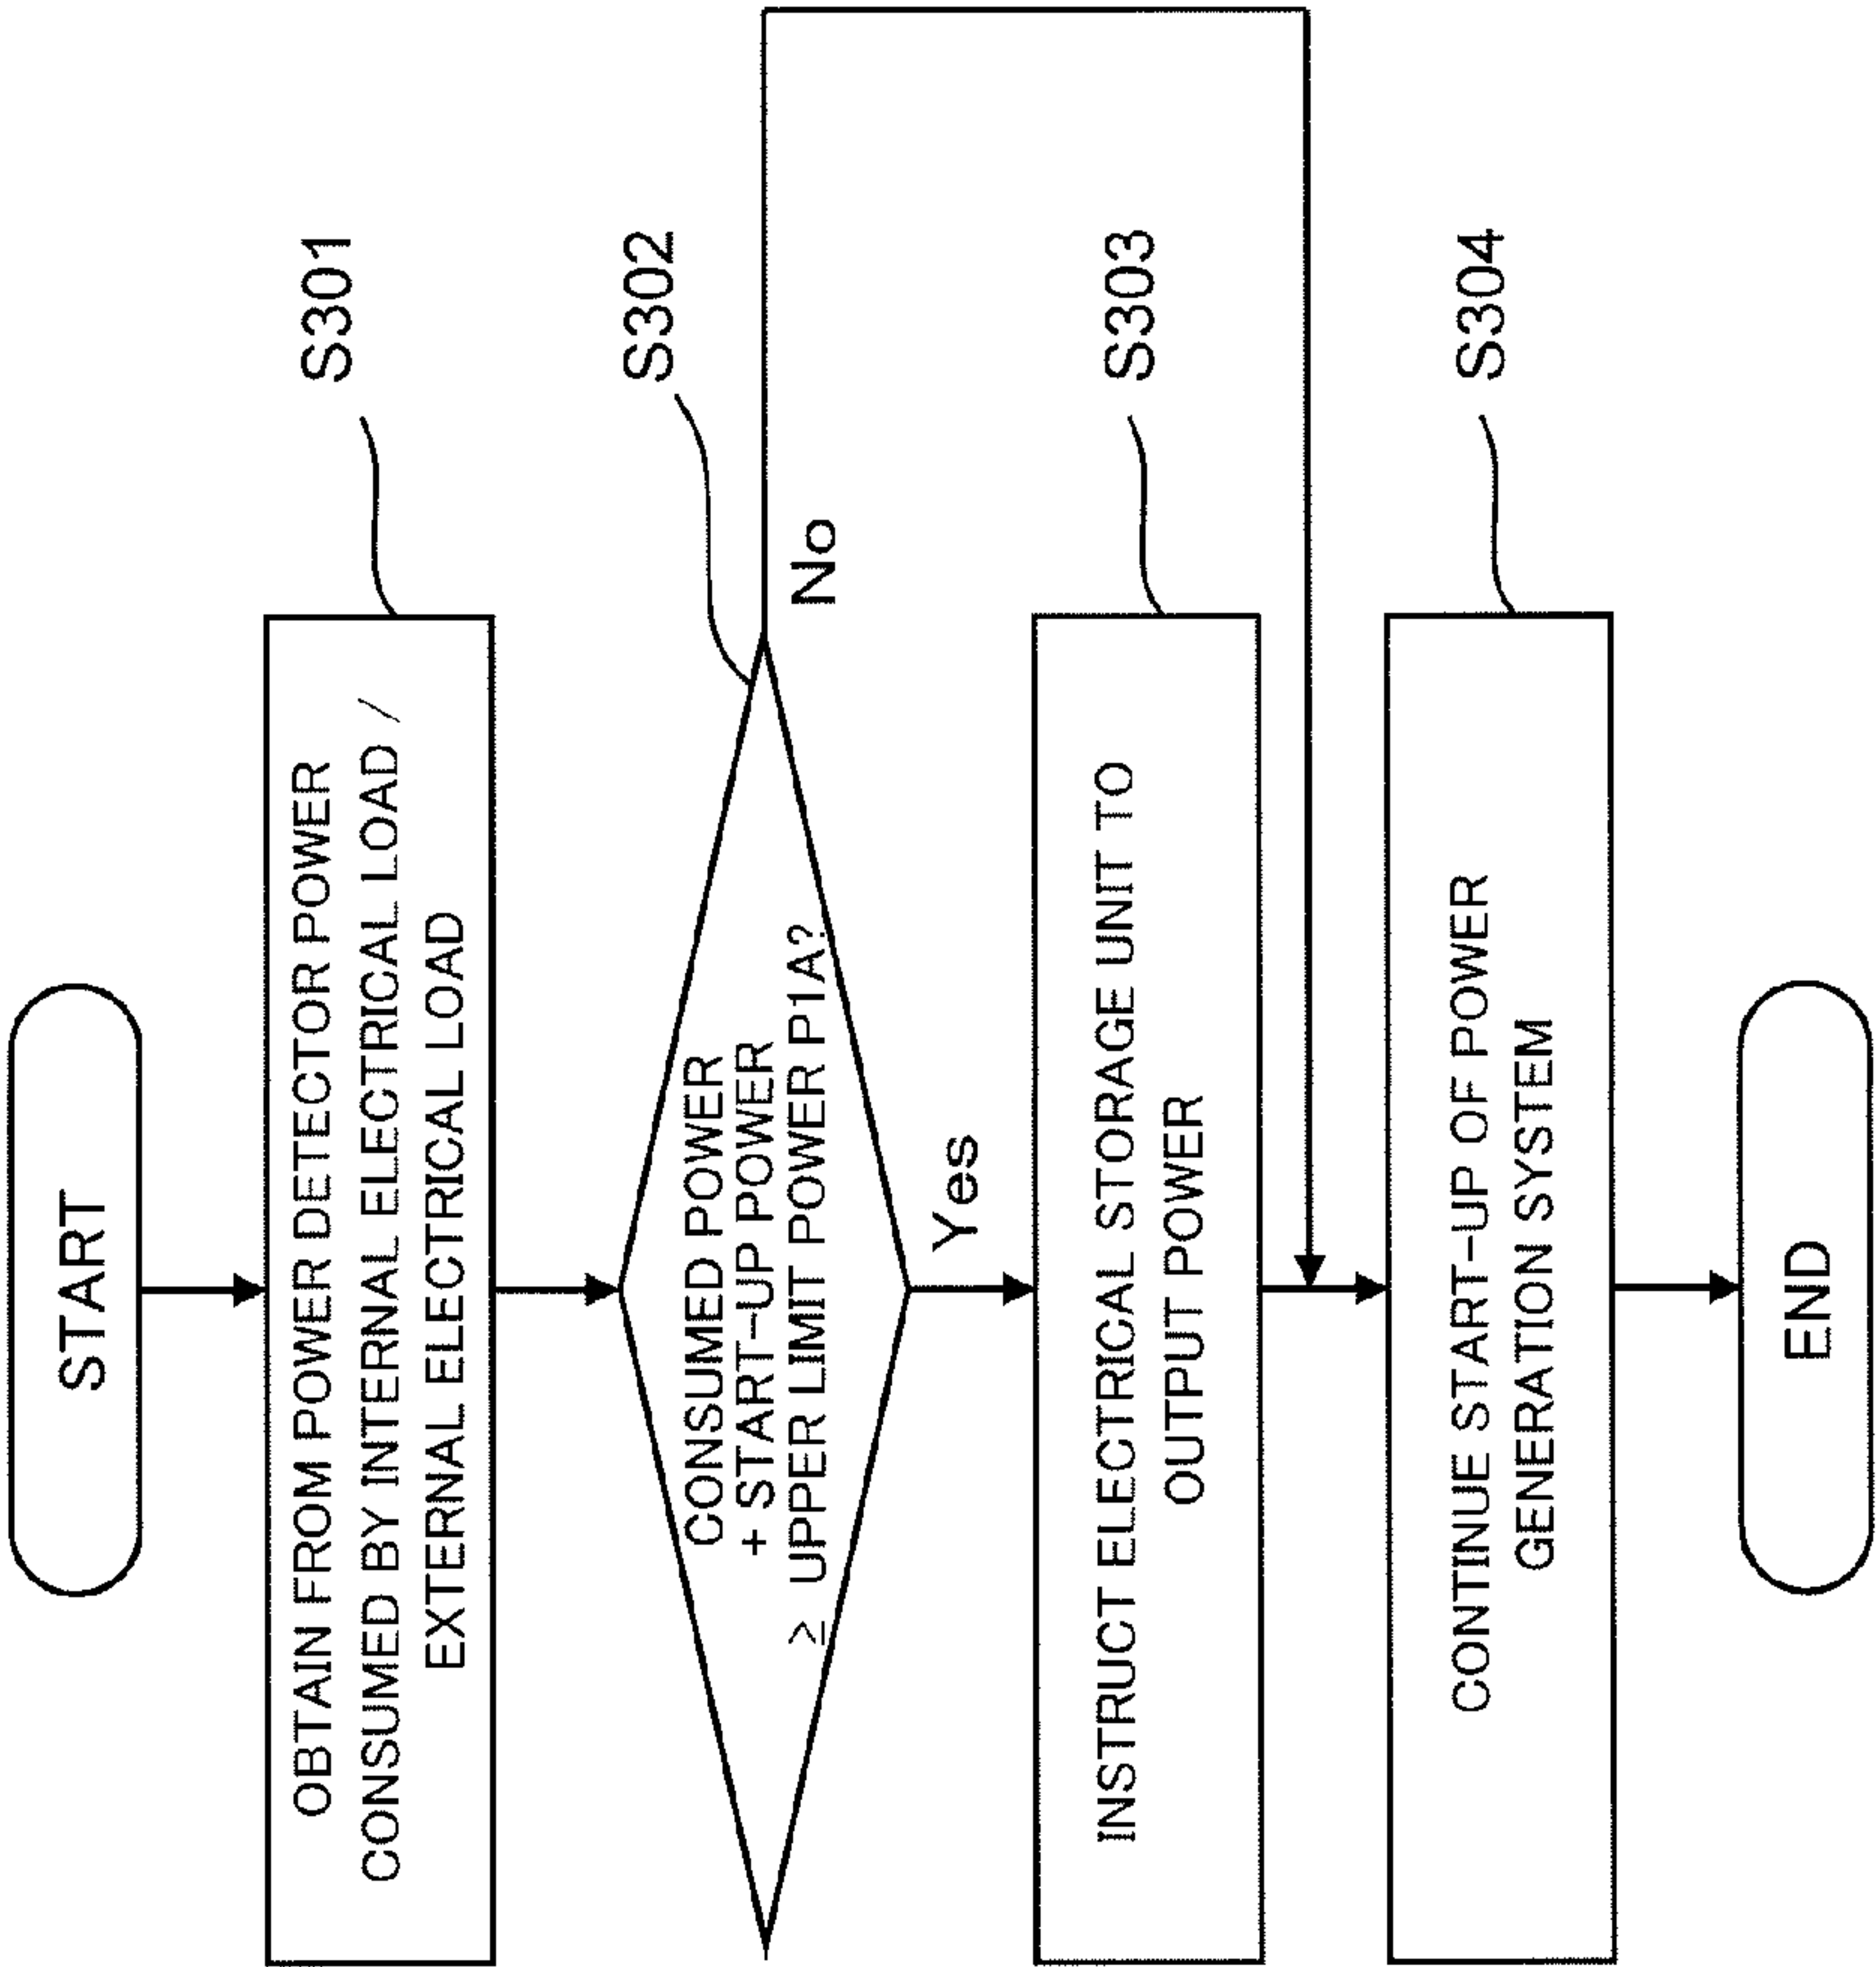 START
OBTAIN FROM POWER DETECTOR POWER
CONSUMED BY INTERNAL ELECTRICAL LOAD /
EXTERNAL ELECTRICAL LOAD
S301
CONSUMED POWER
+ START-UP POWER
≥ UPPER LIMIT POWER P1A?
S302
No
Yes
INSTRUCT ELECTRICAL STORAGE UNIT TO
OUTPUT POWER
S303
CONTINUE START-UP OF POWER
GENERATION SYSTEM
S304
END